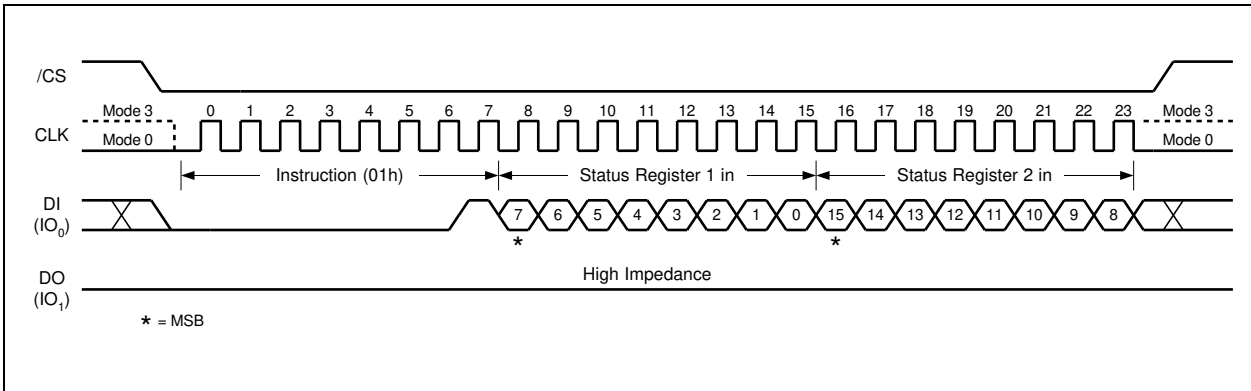 /CS
Mode 3 0 1 2 3 4 5 6 7 8 9 10 11 12 13 14 15 16 17 18 19 20 21 22 23 Mode 3
CLK
Mode 0 Mode 0
Instruction (01h) Status Register 1 in Status Register 2 in
DI
(IO0)
7 6 5 4 3 2 1 0 15 14 13 12 11 10 9 8
* *
High Impedance
DO
(IO1)
* = MSB